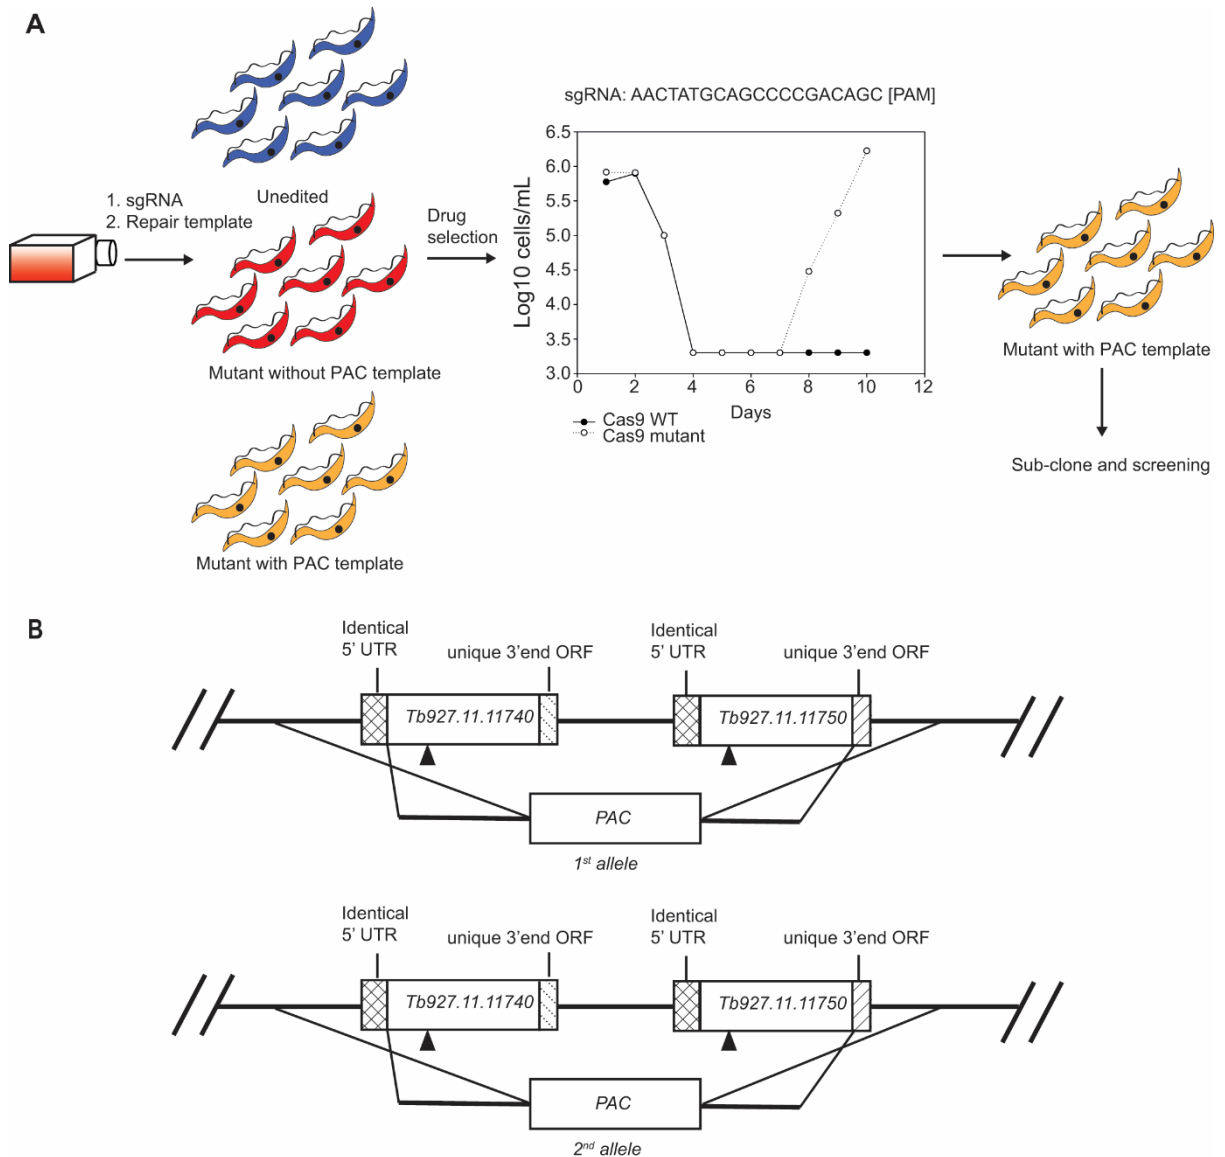 A
Unedited
1. sgRNA
2. Repair template
Mutant without PAC template
Mutant with PAC template
Drug
selection
sgRNA: AACTATGCAGCCCCGACAGC [PAM]
Log10 cells/mL
6.5
6.0
5.5
5.0
4.5
4.0
3.5
3.0
0
2
4
6
8
10
12
Days
Cas9 WT
Cas9 mutant
Mutant with PAC template
Sub-clone and screening
B
Identical
5' UTR
unique 3'end ORF
Identical
5' UTR
unique 3'end ORF
Tb927.11.11740
Tb927.11.11750
PAC
1st allele
Identical
5' UTR
unique 3'end ORF
Identical
5' UTR
unique 3'end ORF
Tb927.11.11740
Tb927.11.11750
PAC
2nd allele